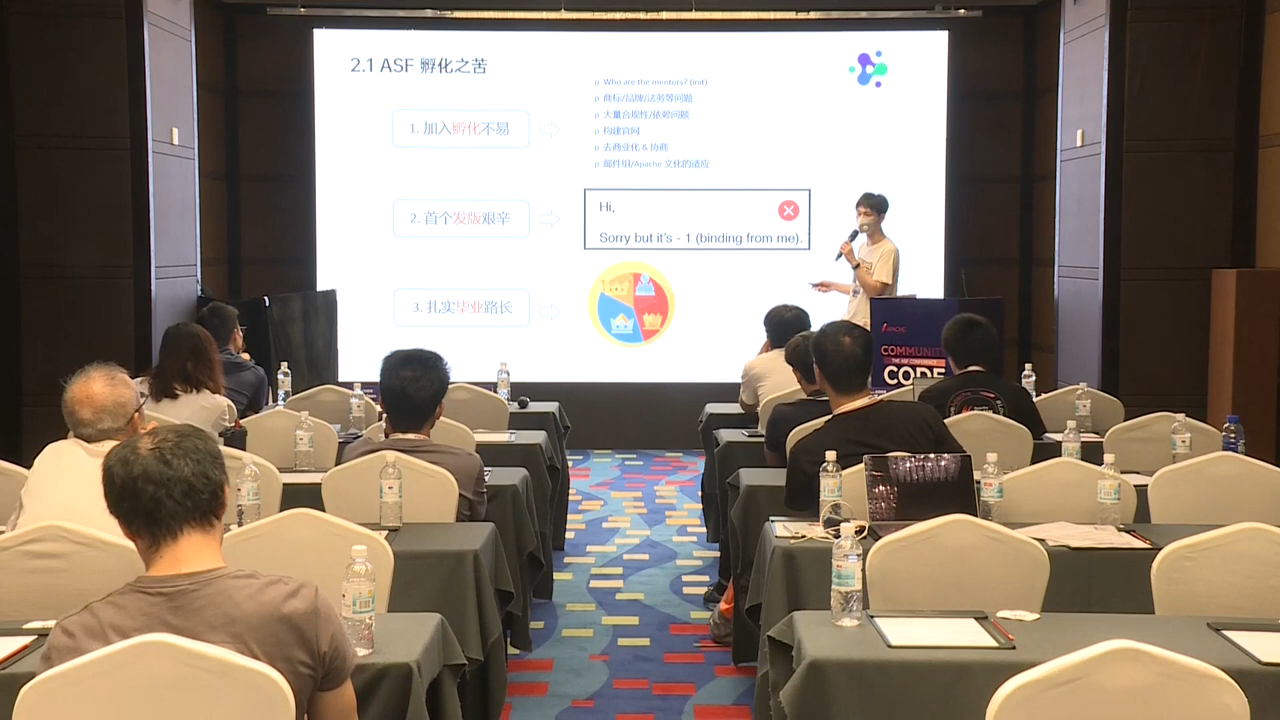 2.1 ASF 孵化之苦
1. 加入孵化不易
p Who are the mentors? (init)
p 商标/品牌/法务等问题
p 大量合规性/依赖问题
p 构建官网
p 去商业化 & 协商
p 邮件组/Apache 文化的适应
2. 首个发版艰辛
Hi,
Sorry but it's - 1 (binding from me).
3. 扎实毕业路长
APACHE
COMMUNITY
THE ASF CONFERENCE
CODE